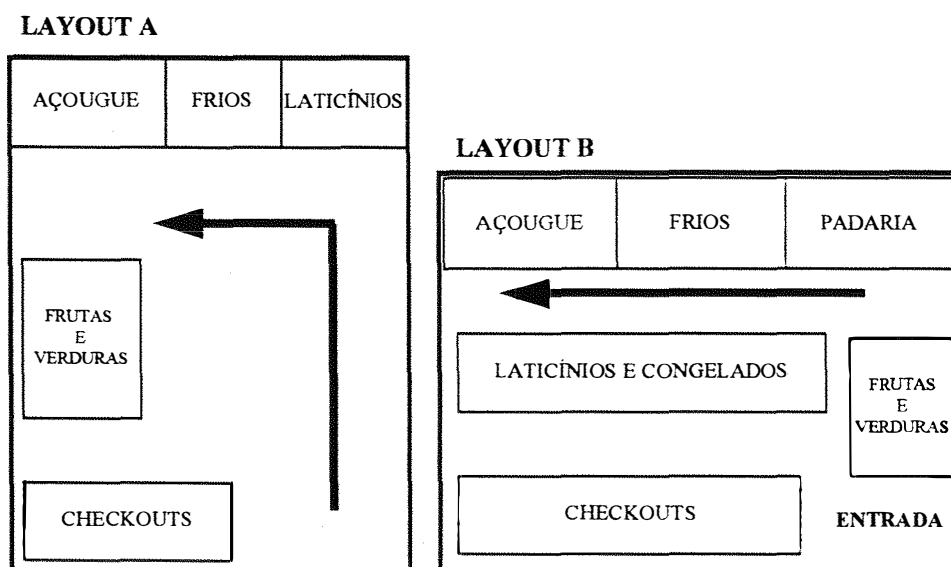 LAYOUT A
AÇOUGUE
FRIOS
LATICÍNIOS
FRUTAS
E
VERDURAS
CHECKOUTS
LAYOUT B
AÇOUGUE
FRIOS
PADARIA
LATICÍNIOS E CONGELADOS
FRUTAS
E
VERDURAS
CHECKOUTS
ENTRADA